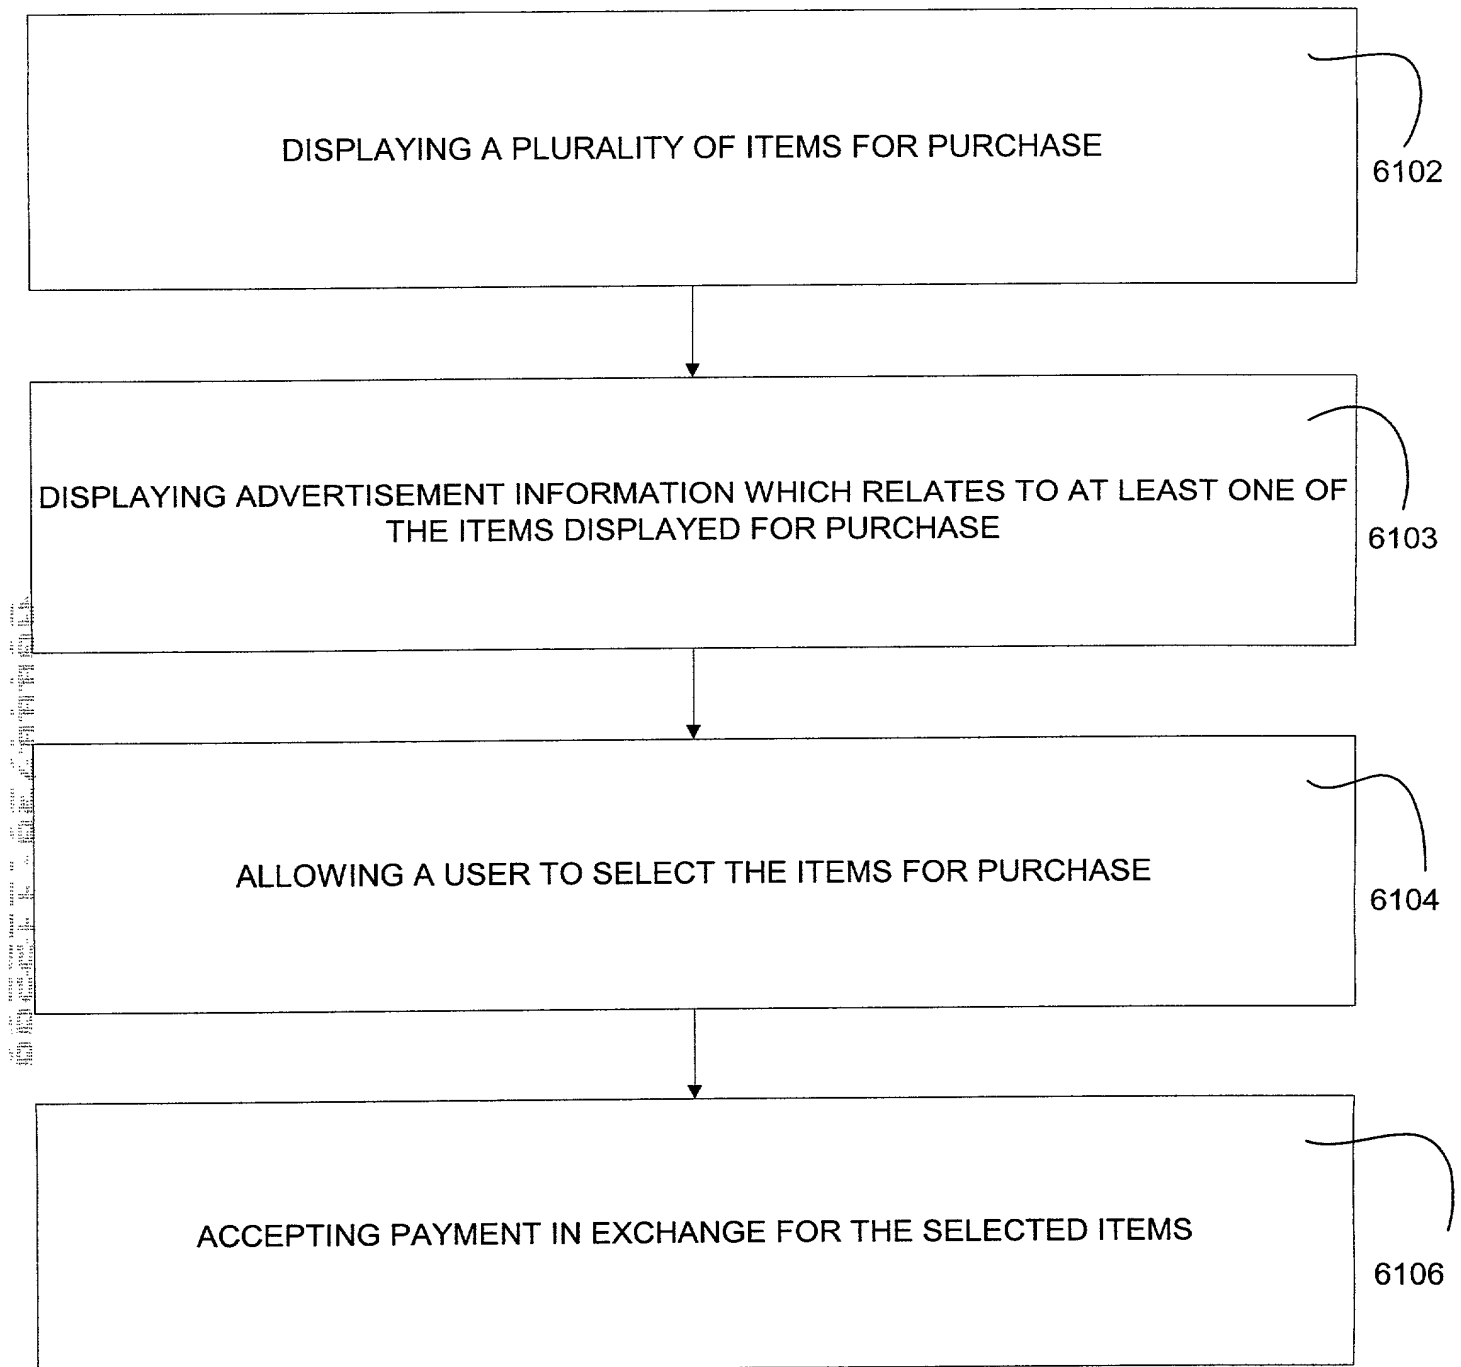 DISPLAYING A PLURALITY OF ITEMS FOR PURCHASE
6102
DISPLAYING ADVERTISEMENT INFORMATION WHICH RELATES TO AT LEAST ONE OF
THE ITEMS DISPLAYED FOR PURCHASE
6103
ALLOWING A USER TO SELECT THE ITEMS FOR PURCHASE
6104
ACCEPTING PAYMENT IN EXCHANGE FOR THE SELECTED ITEMS
6106